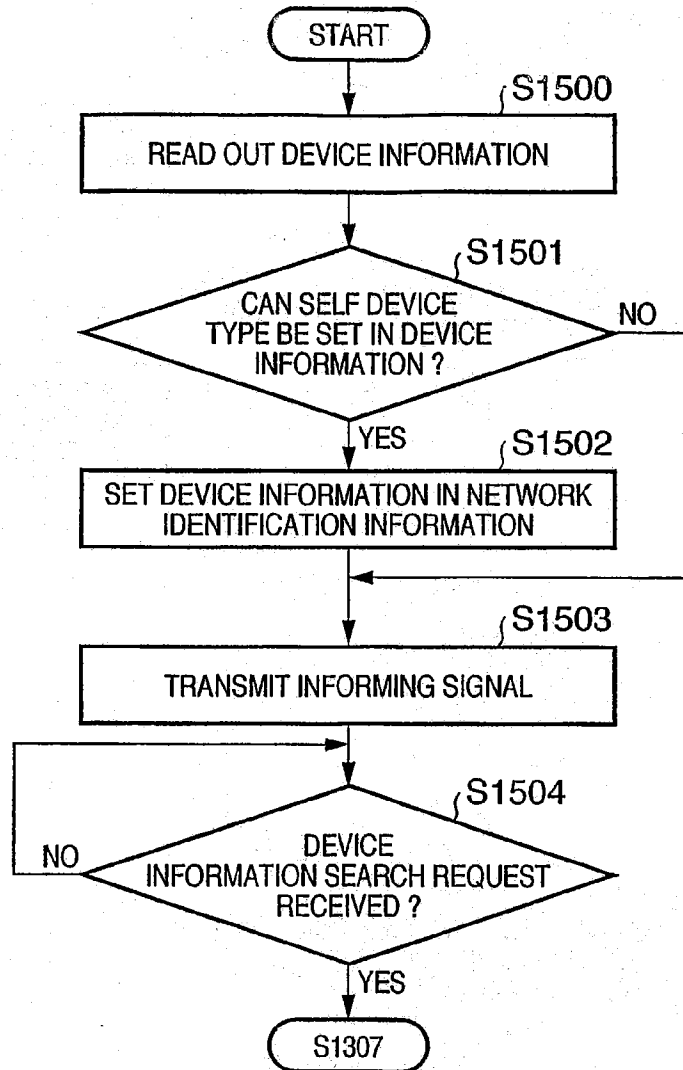 START
S1500
READ OUT DEVICE INFORMATION
S1501
CAN SELF DEVICE
TYPE BE SET IN DEVICE
INFORMATION ?
NO
YES
S1502
SET DEVICE INFORMATION IN NETWORK
IDENTIFICATION INFORMATION
S1503
TRANSMIT INFORMING SIGNAL
S1504
DEVICE
INFORMATION SEARCH REQUEST
RECEIVED ?
NO
YES
S1307